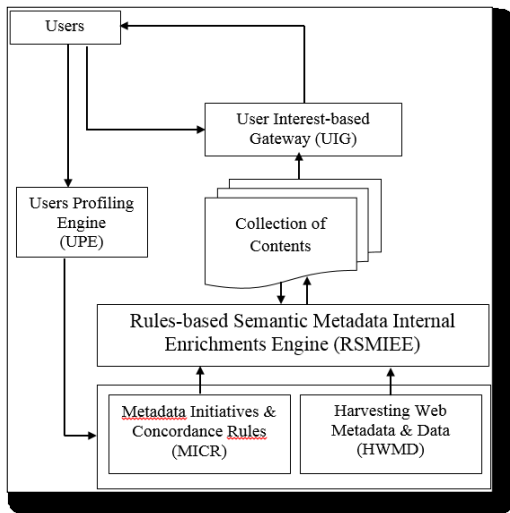 Users
User Interest-based
Gateway (UIG)
Users Profiling
Engine
(UPE)
Collection of
Contents
Rules-based Semantic Metadata Internal
Enrichments Engine (RSMIEE)
Metadata Initiatives &
Concordance Rules
(MICR)
Harvesting Web
Metadata & Data
(HWMD)